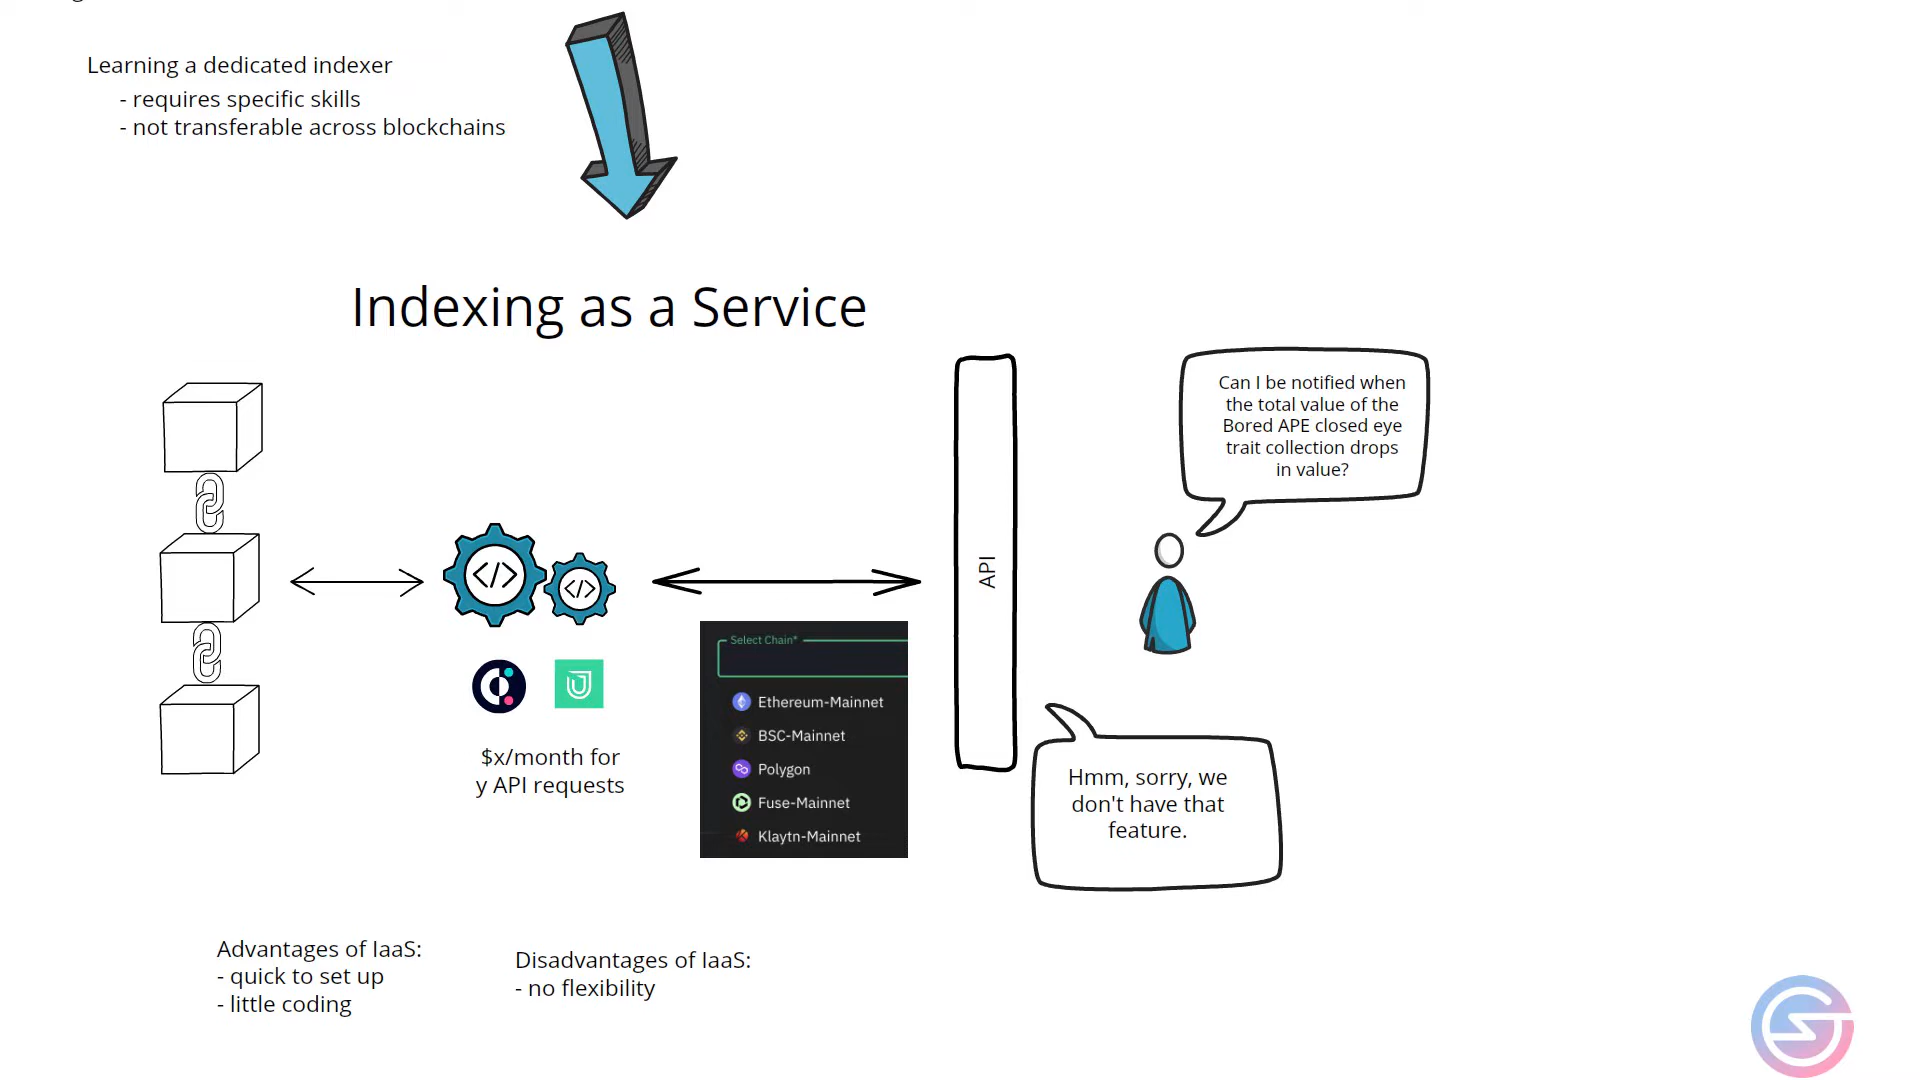 Learning a dedicated indexer
- requires specific skills
- not transferable across blockchains
Indexing as a Service
Can I be notified when
the total value of the
Bored APE closed eye
trait collection drops
in value?
API
Select Chain*
Ethereum-Mainnet
BSC-Mainnet
Polygon
Fuse-Mainnet
Klaytn-Mainnet
$x/month for
y API requests
Hmm, sorry, we
don't have that
feature.
Advantages of IaaS:
- quick to set up
- little coding
Disadvantages of IaaS:
- no flexibility